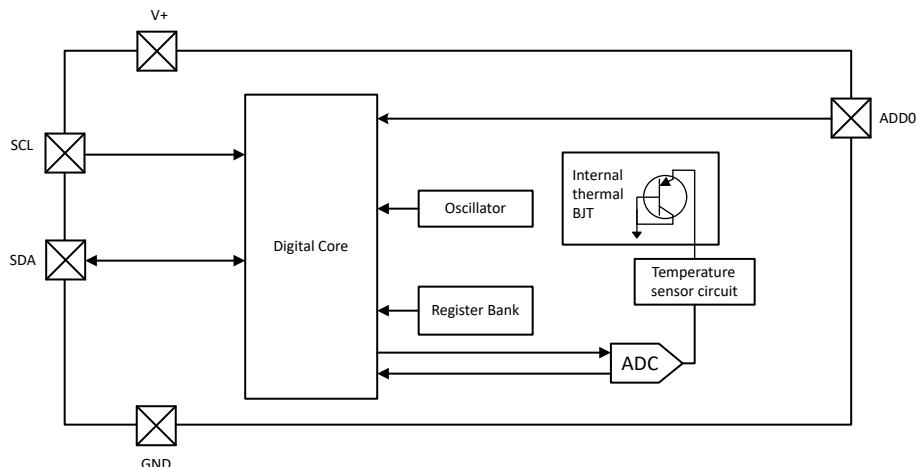 V+
SCL
ADD0
Internal
thermal
BJT
Oscillator
Digital Core
SDA
Temperature
sensor circuit
Register Bank
ADC
GND